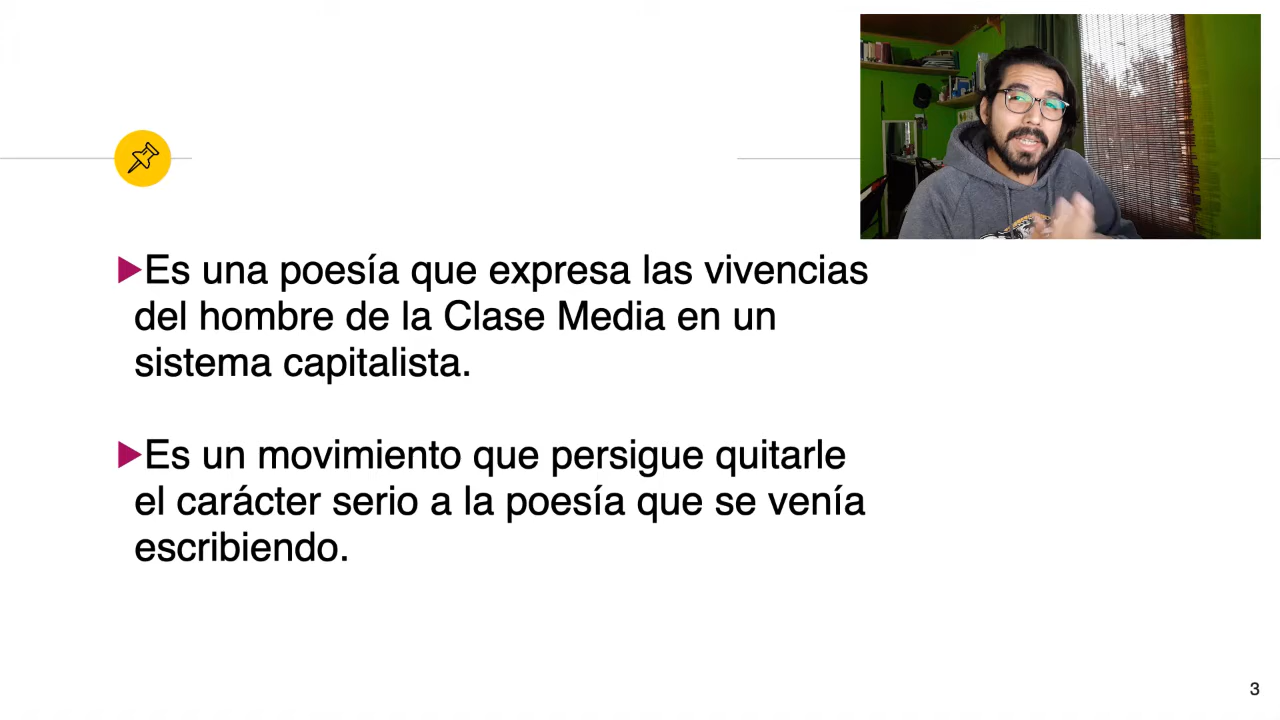 ▶Es una poesía que expresa las vivencias
del hombre de la Clase Media en un
sistema capitalista.
▶Es un movimiento que persigue quitarle
el carácter serio a la poesía que se venía
escribiendo.
3